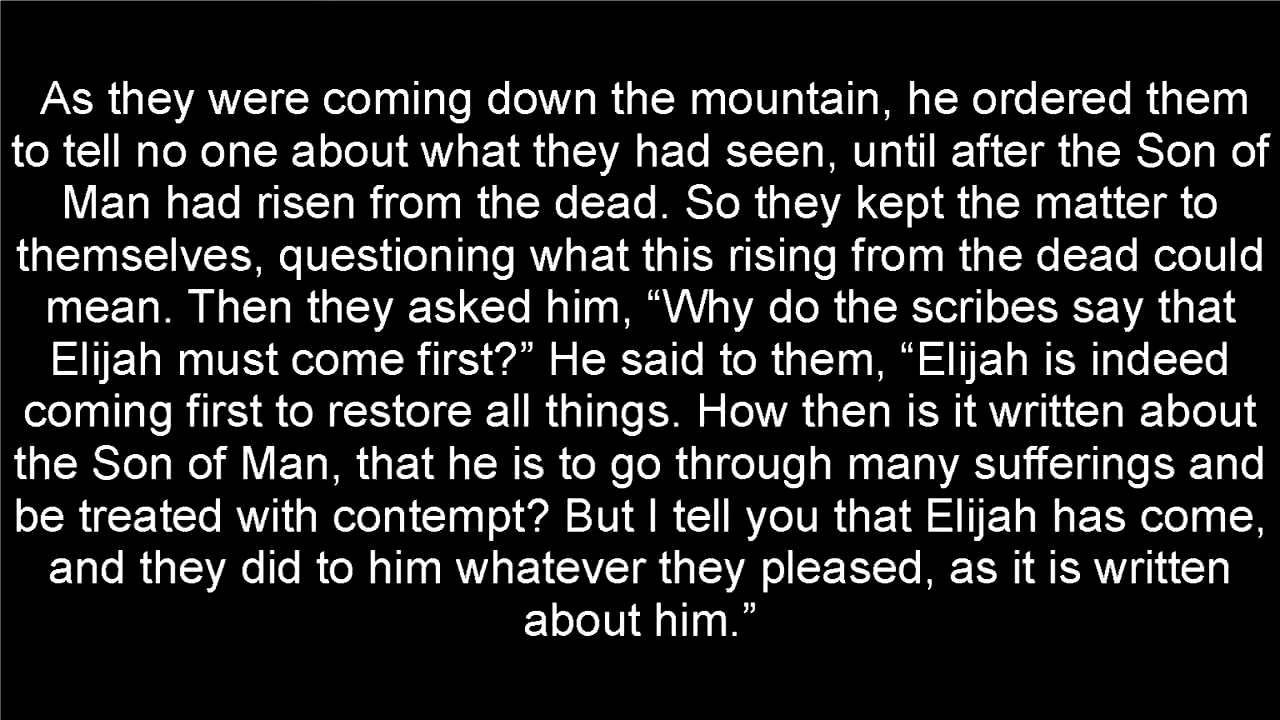 As they were coming down the mountain, he ordered them
to tell no one about what they had seen, until after the Son of
Man had risen from the dead. So they kept the matter to
themselves, questioning what this rising from the dead could
mean. Then they asked him, “Why do the scribes say that
Elijah must come first?” He said to them, “Elijah is indeed
coming first to restore all things. How then is it written about
the Son of Man, that he is to go through many sufferings and
be treated with contempt? But I tell you that Elijah has come,
and they did to him whatever they pleased, as it is written
about him.”